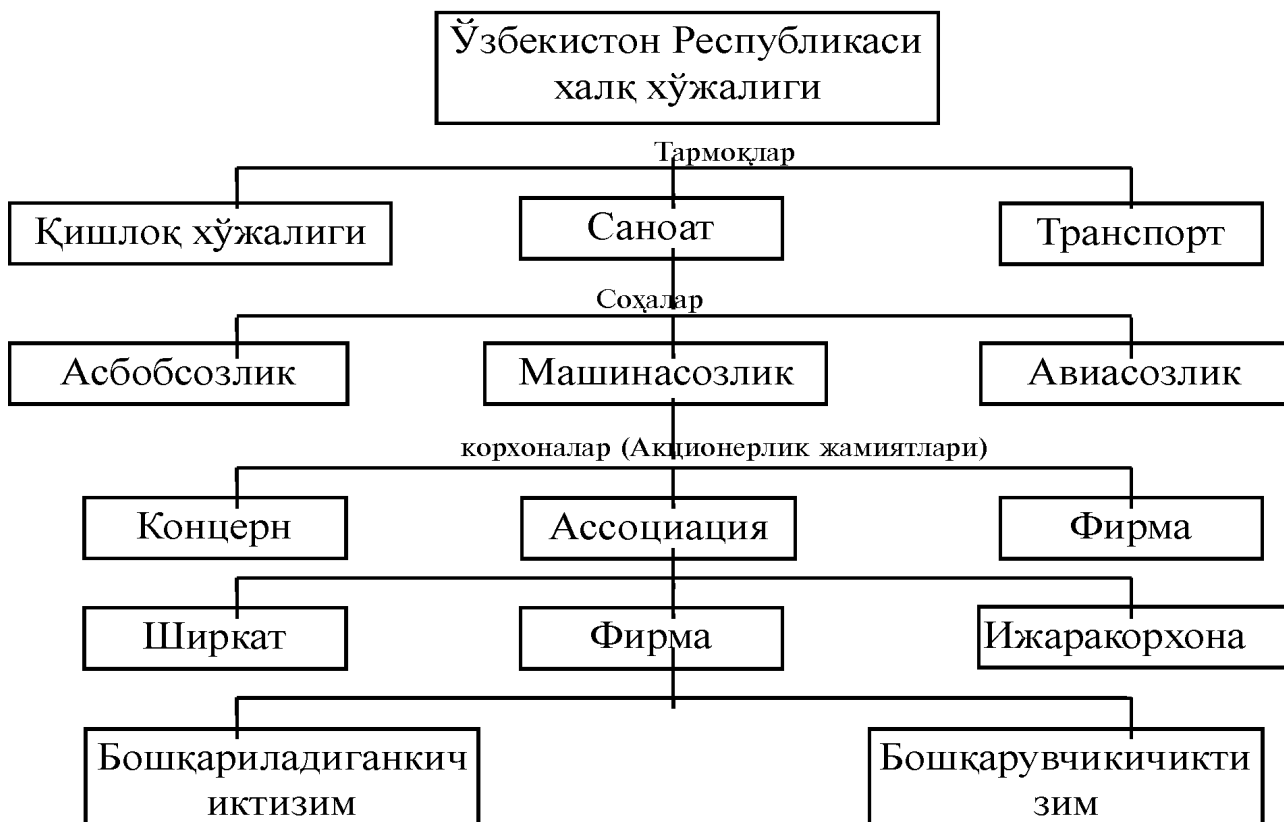 Ўзбекистон Республикаси
халқ хўжалиги
Тармоқлар
Қишлоқ хўжалиги
Саноат
Транспорт
Соҳалар
Асбобсозлик
Машинасозлик
Авиасозлик
корхоналар (Акционерлик жамиятлари)
Концерн
Ассоциация
Фирма
Ширкат
Фирма
Ижаракорхона
Бошқариладиганкич
иктизим
Бошқарувчикичикти
зим